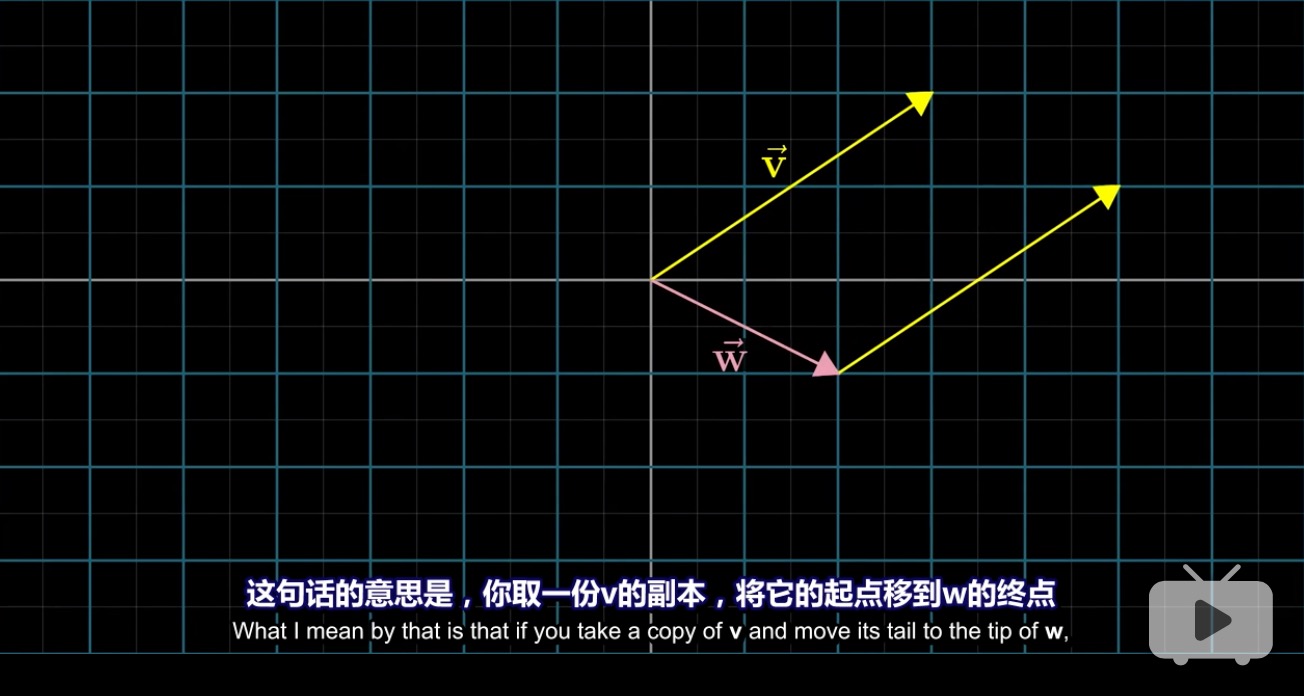 v⃗
w⃗
这句话的意思是，你取一份v的副本，将它的起点移到w的终点
What I mean by that is that if you take a copy of v and move its tail to the tip of w,